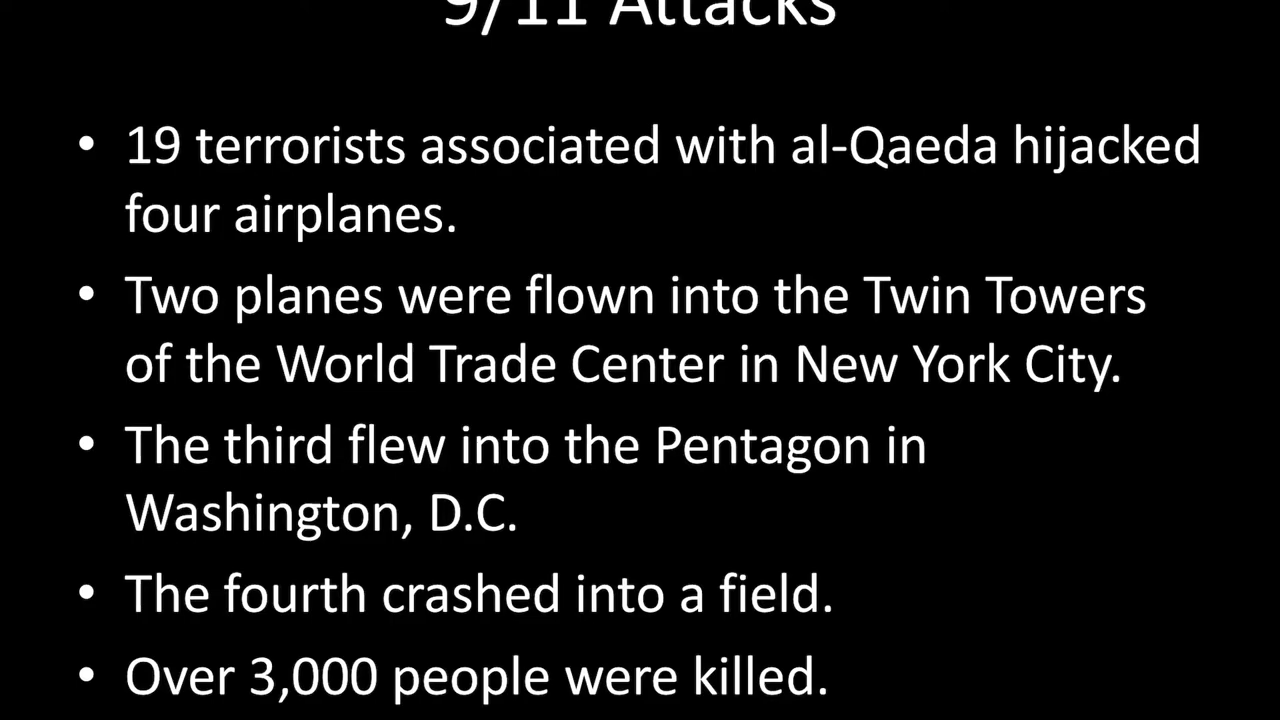 9/11 Attacks
• 19 terrorists associated with al-Qaeda hijacked
four airplanes.
• Two planes were flown into the Twin Towers
of the World Trade Center in New York City.
• The third flew into the Pentagon in
Washington, D.C.
• The fourth crashed into a field.
• Over 3,000 people were killed.